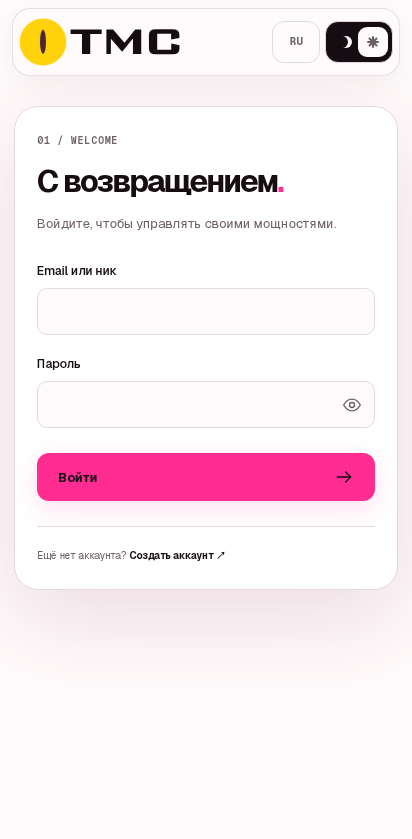 TMC
RU
01 / WELCOME
С возвращением.
Войдите, чтобы управлять своими мощностями.
Email или ник
Пароль
Войти →
Ещё нет аккаунта? Создать аккаунт ↗